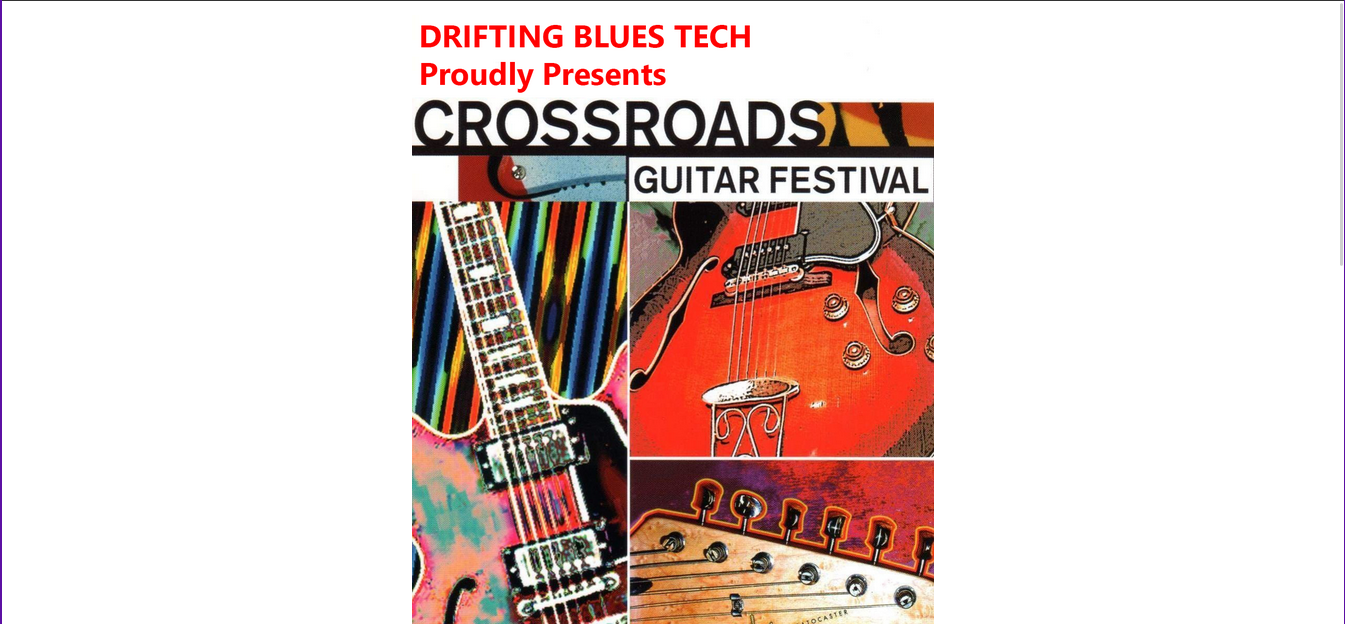 DRIFTING BLUES TECH
Proudly Presents
CROSSROADS
GUITAR FESTIVAL